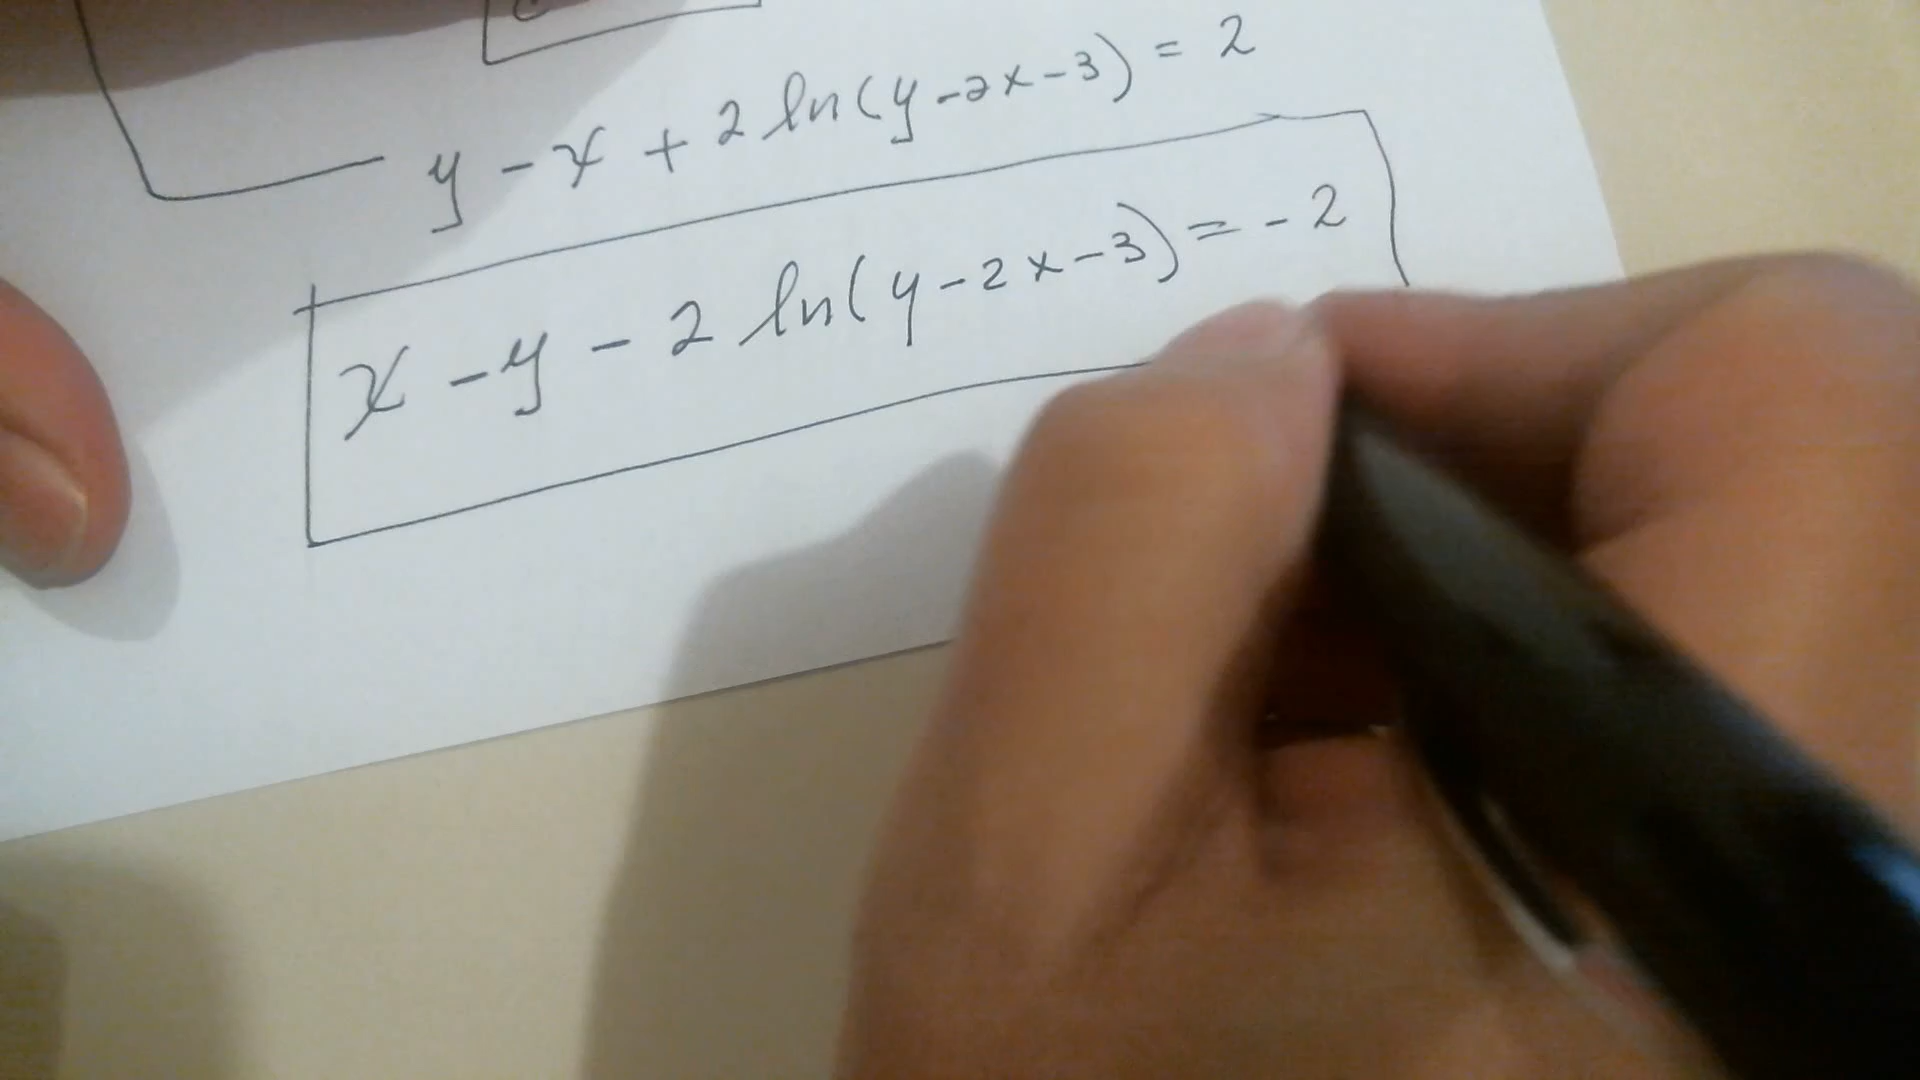 y - x + 2 ln(y-2x-3) = 2
x - y - 2 ln(y-2x-3) = -2